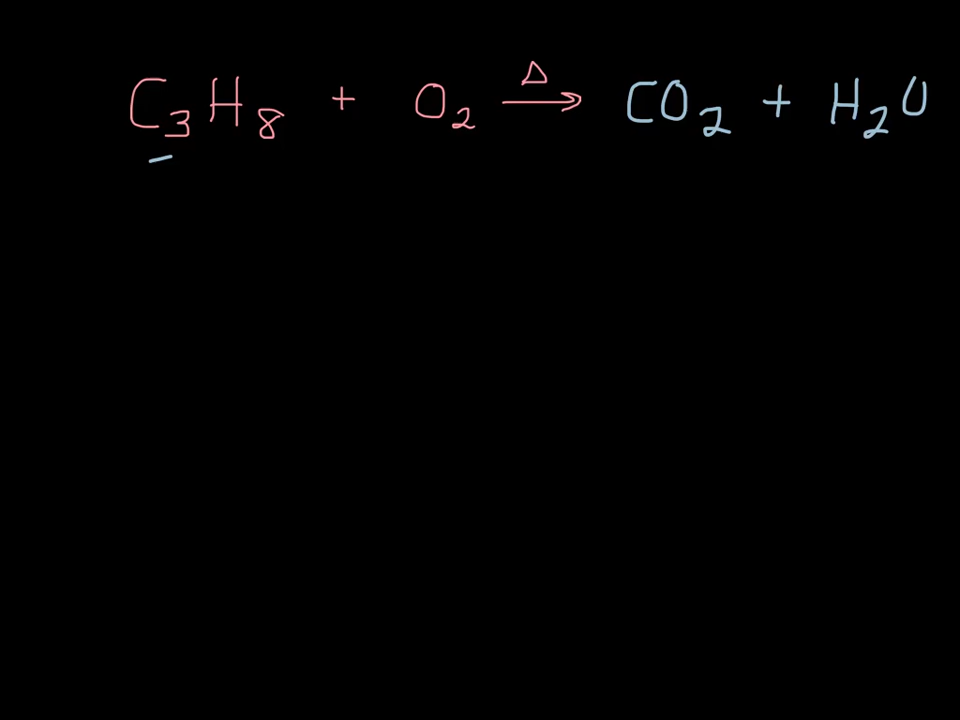 C₃H₈ + O₂ →^Δ CO₂ + H₂O